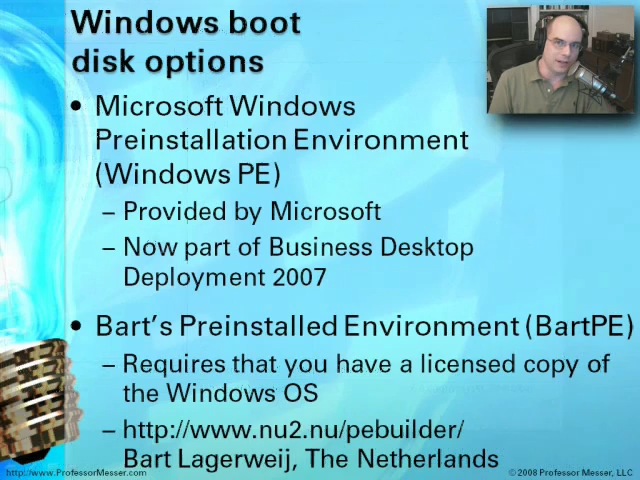 Windows boot
disk options
• Microsoft Windows
Preinstallation Environment
(Windows PE)
– Provided by Microsoft
– Now part of Business Desktop
Deployment 2007
• Bart's Preinstalled Environment (BartPE)
– Requires that you have a licensed copy of
the Windows OS
– http://www.nu2.nu/pebuilder/
Bart Lagerweij, The Netherlands
http://www.ProfessorMesser.com
© 2008 Professor Messer, LLC